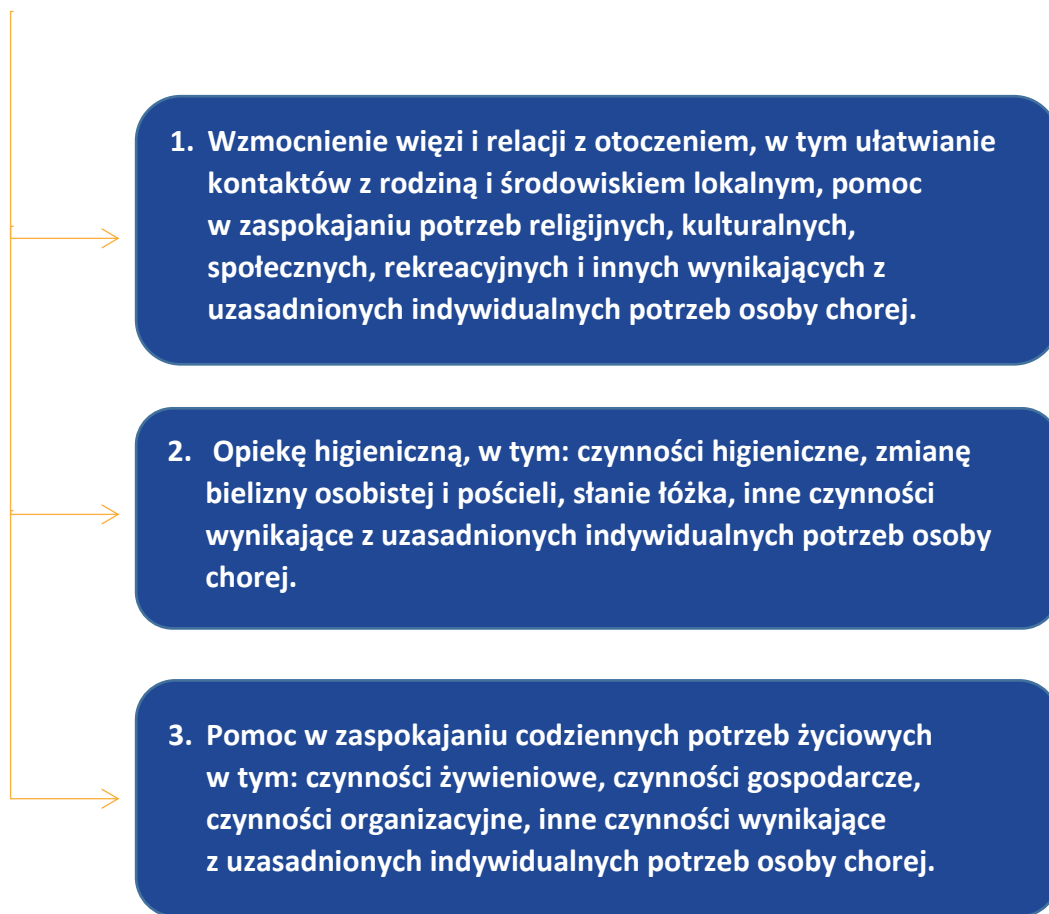 1. Wzmocnienie więzi i relacji z otoczeniem, w tym ułatwianie
kontaktów z rodziną i środowiskiem lokalnym, pomoc
w zaspokajaniu potrzeb religijnych, kulturalnych,
społecznych, rekreacyjnych i innych wynikających z
uzasadnionych indywidualnych potrzeb osoby chorej.
2. Opiekę higieniczną, w tym: czynności higieniczne, zmianę
bielizny osobistej i pościeli, słanie łóżka, inne czynności
wynikające z uzasadnionych indywidualnych potrzeb osoby
chorej.
3. Pomoc w zaspokajaniu codziennych potrzeb życiowych
w tym: czynności żywieniowe, czynności gospodarcze,
czynności organizacyjne, inne czynności wynikające
z uzasadnionych indywidualnych potrzeb osoby chorej.